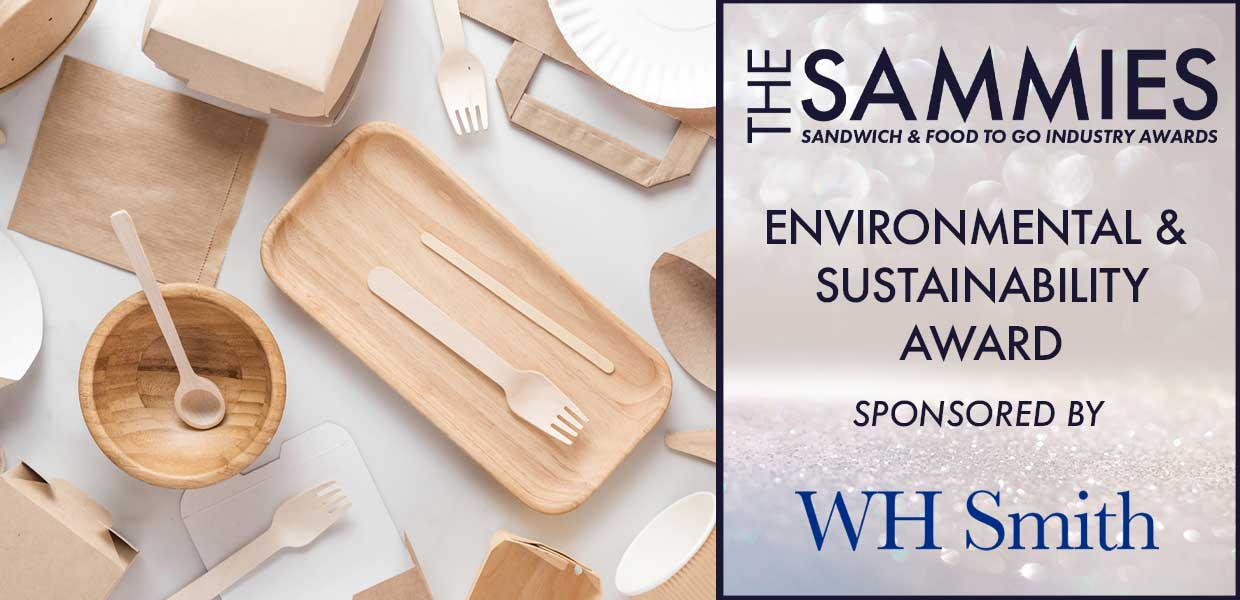 THE SAMMIES
SANDWICH & FOOD TO GO INDUSTRY AWARDS
ENVIRONMENTAL &
SUSTAINABILITY
AWARD
SPONSORED BY
WH Smith